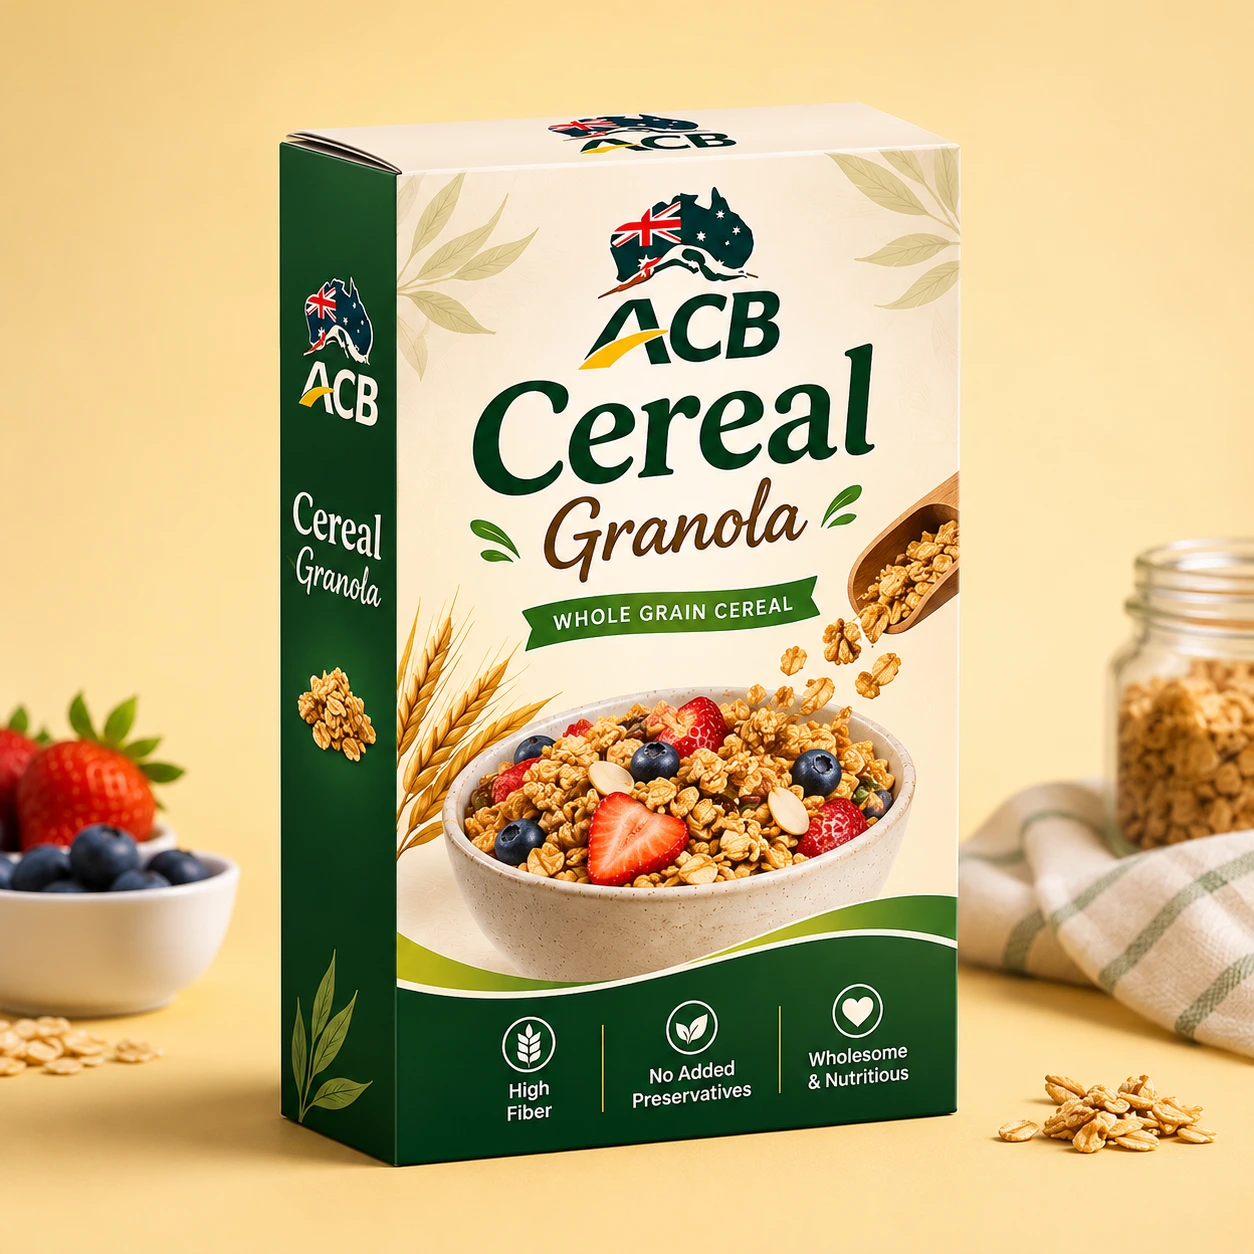 ACB
ACB
Cereal
Granola
WHOLE GRAIN CEREAL
High
Fiber
No Added
Preservatives
Wholesome
& Nutritious
ACB
Cereal
Granola